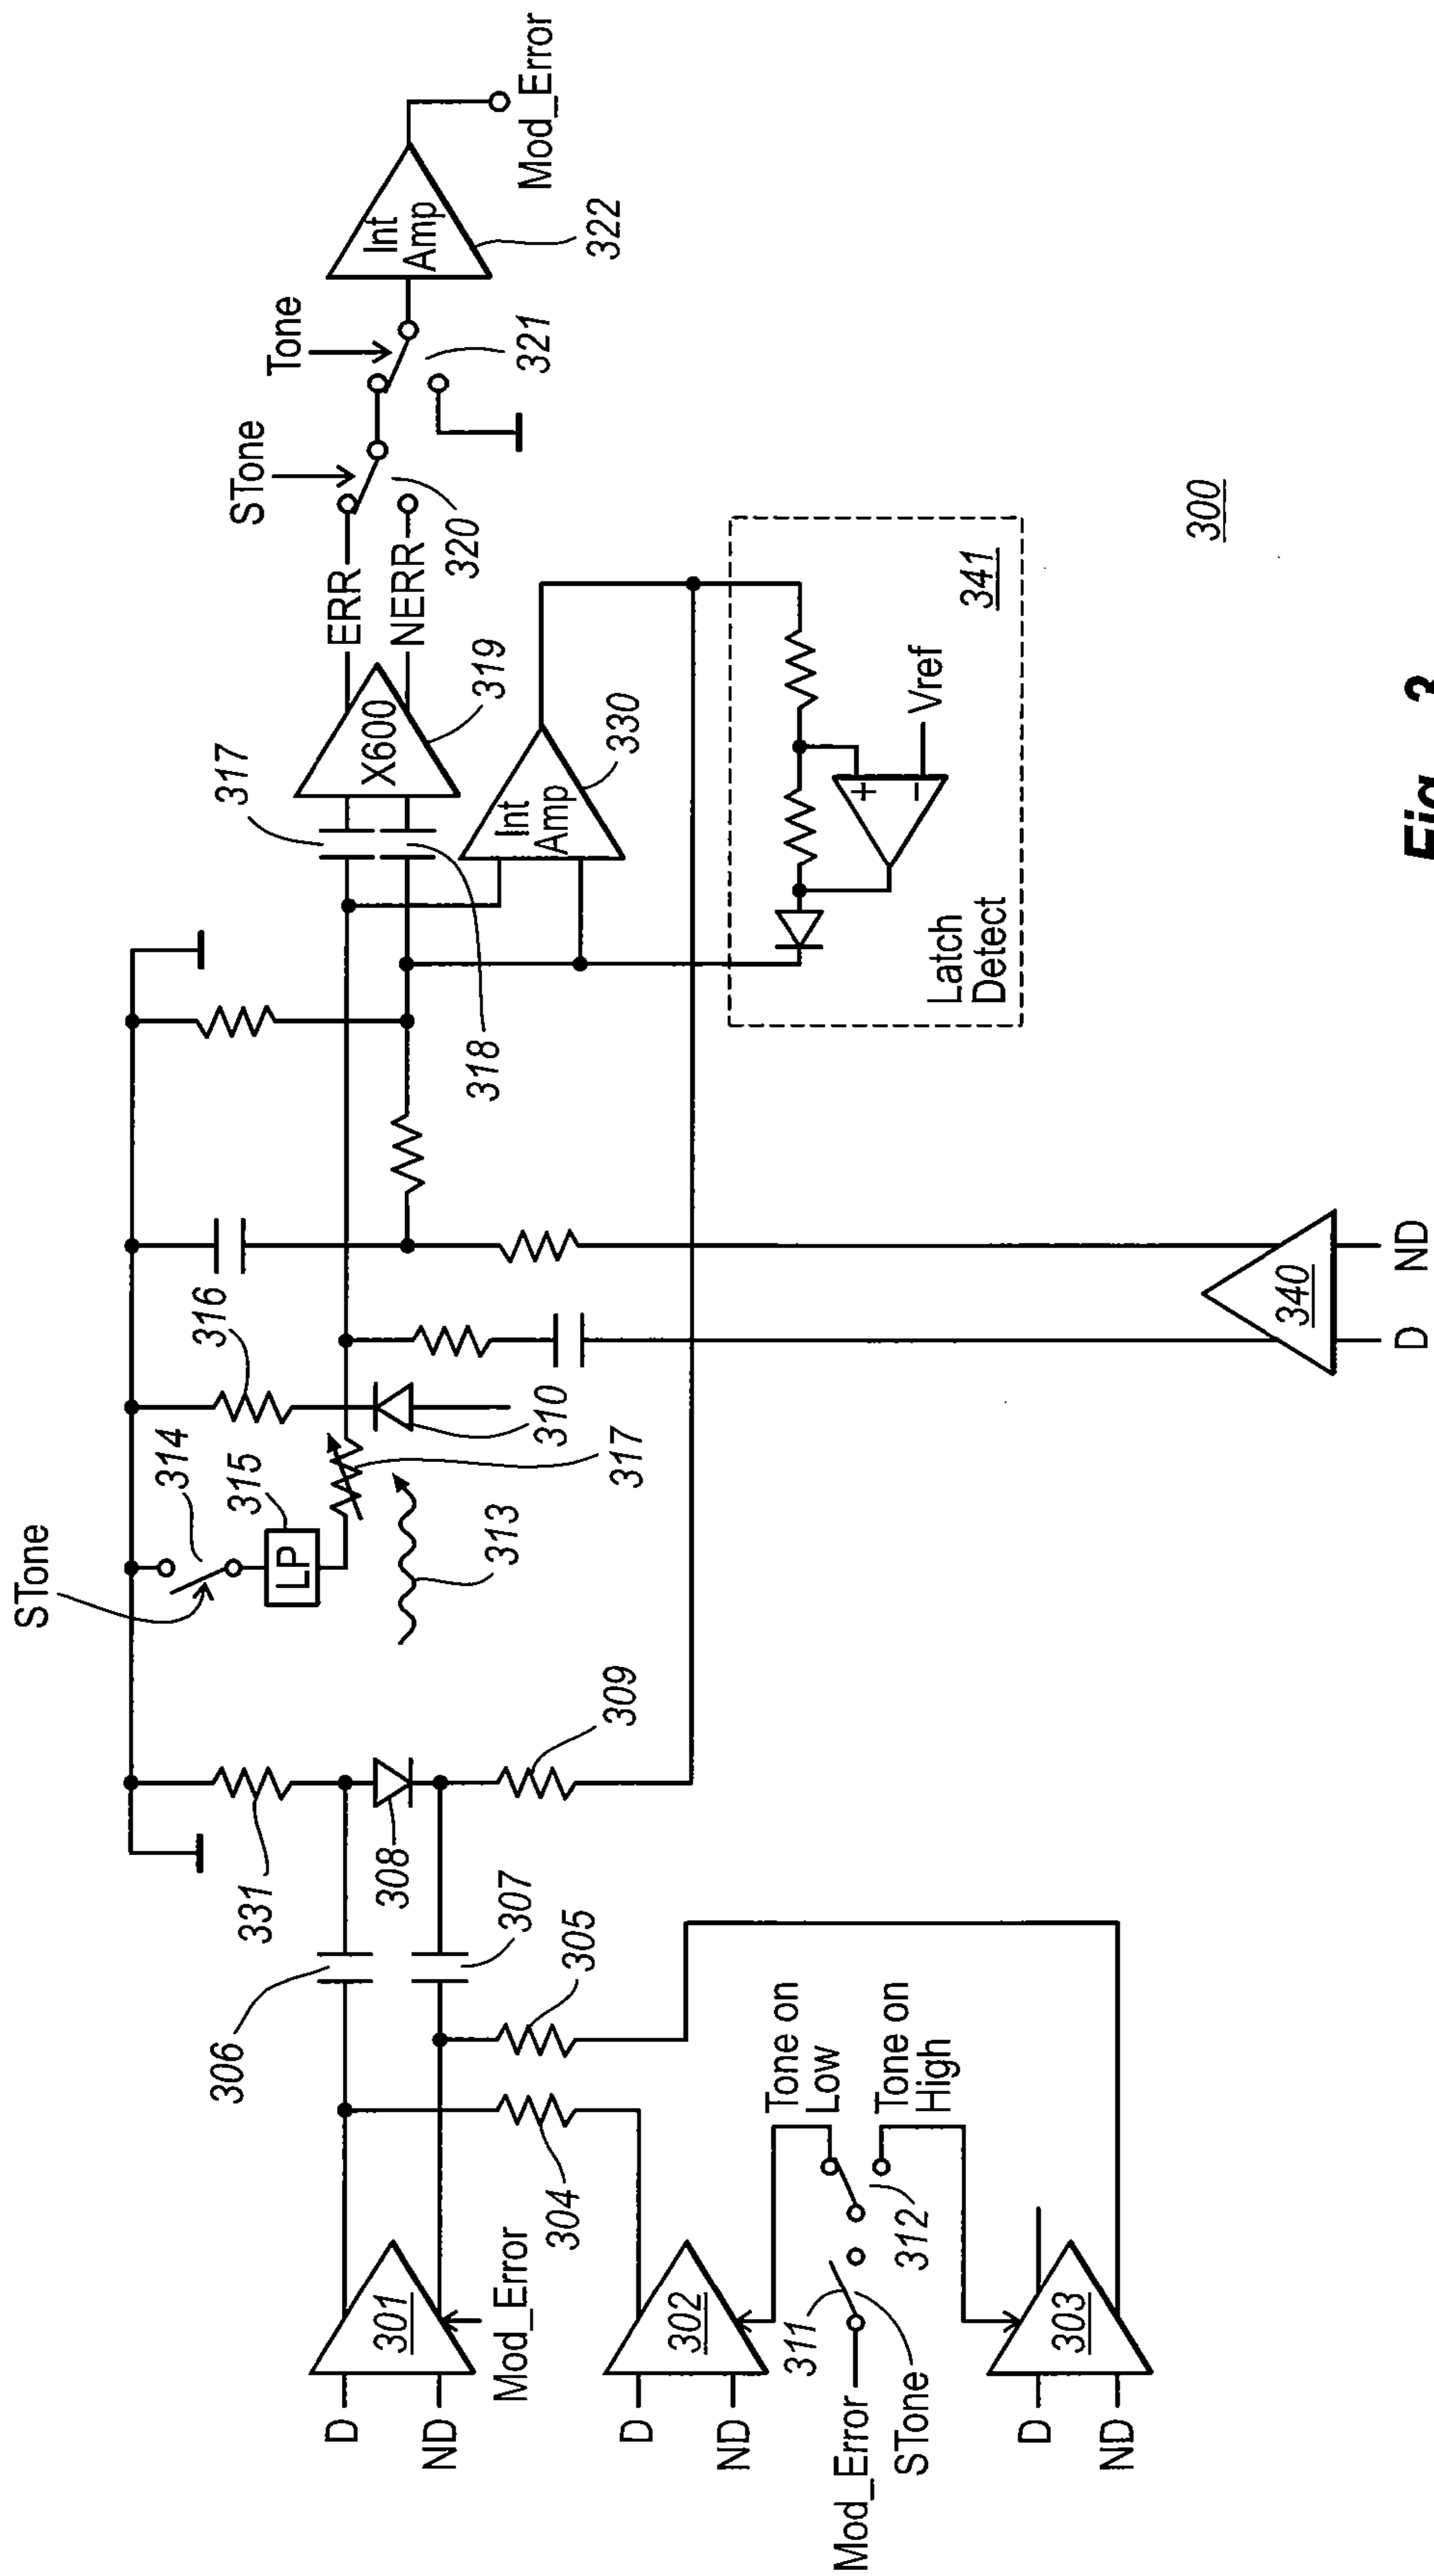 STone
STone
Tone
Mod_Error
Int
Amp
322
321
320
ERR
NERR
X600
319
317
318
Int
Amp
330
341
Vref
+
−
Latch
Detect
316
314
315
LP
310
317
313
309
331
308
307
306
305
304
301
D
ND
Mod_Error
302
D
ND
Tone on
Low
Tone on
High
312
311
Mod_Error
STone
303
D
ND
340
D
ND
300
Fig. 3